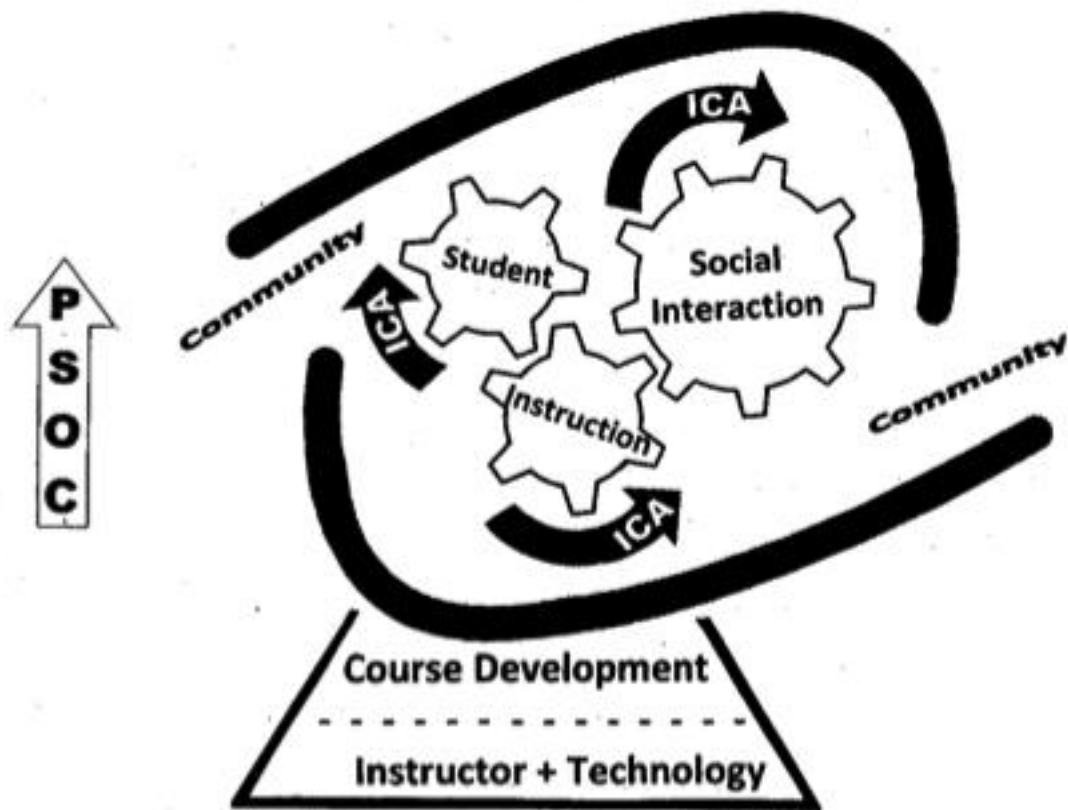 ICA
Student
Social
Interaction
Community
ICA
P
S
O
C
Instruction
Community
ICA
Course Development
Instructor + Technology